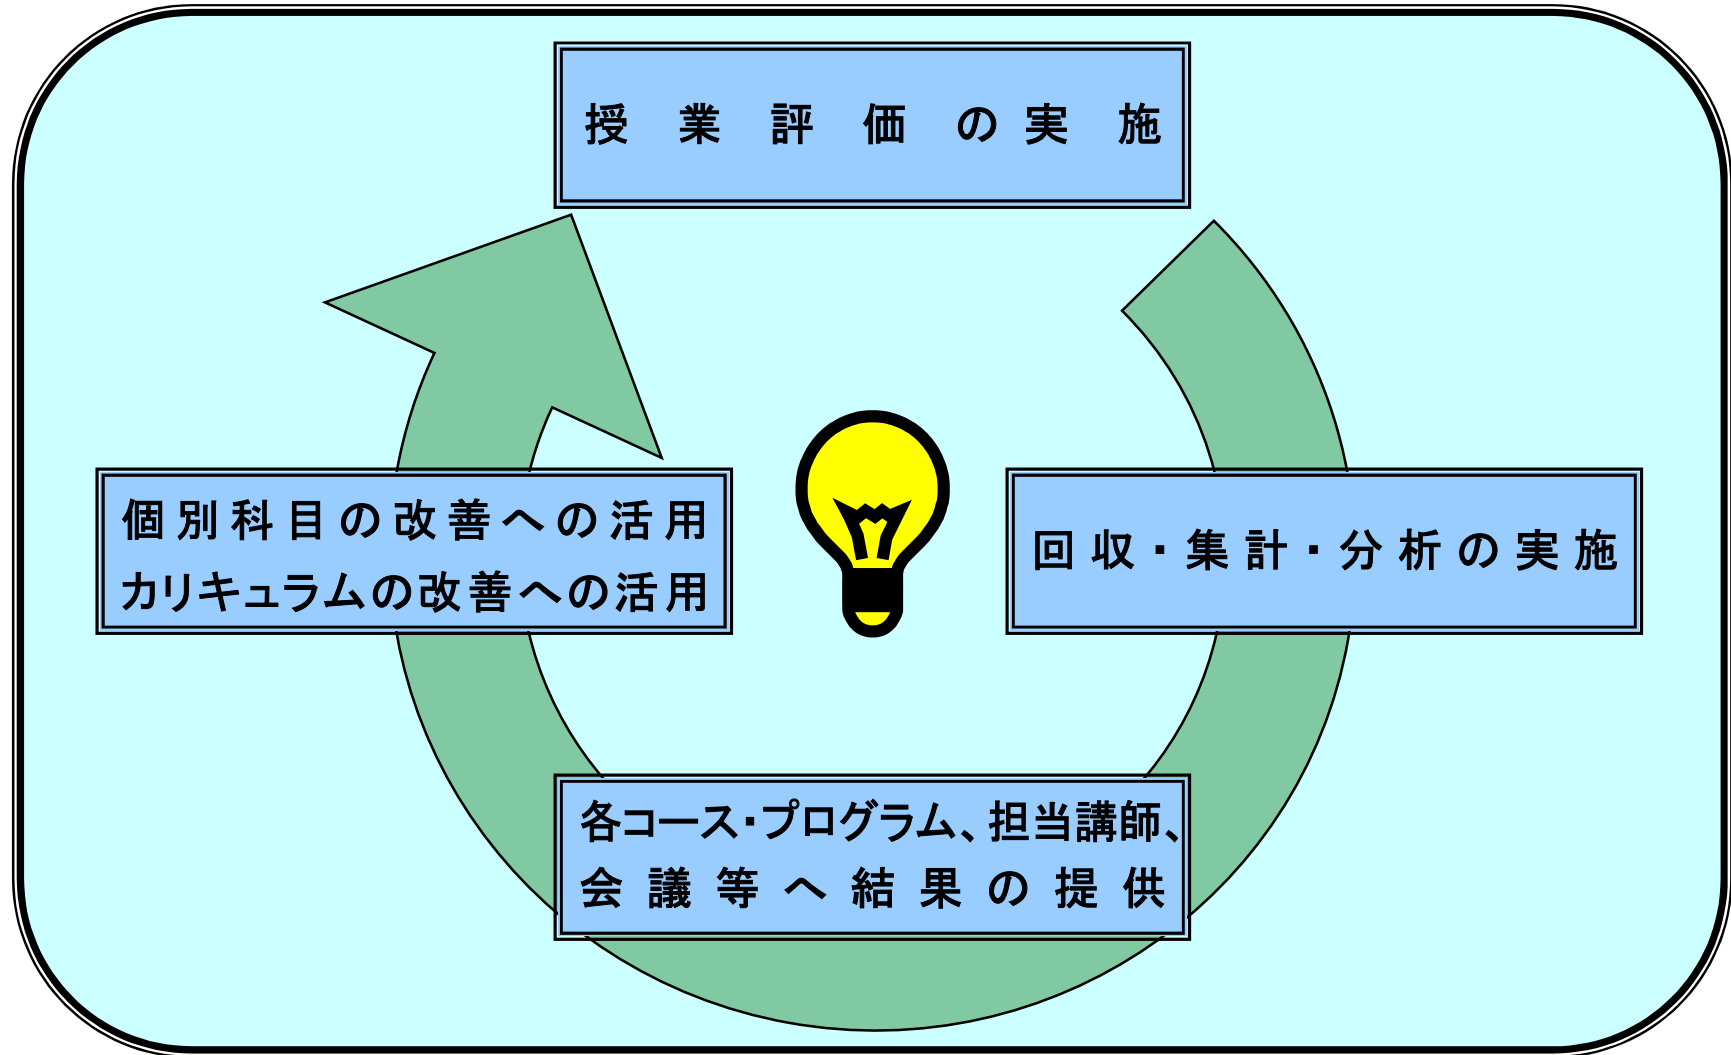 授業評価の実施
個別科目の改善への活用
カリキュラムの改善への活用
回収・集計・分析の実施
各コース・プログラム、担当講師、
会議等へ結果の提供